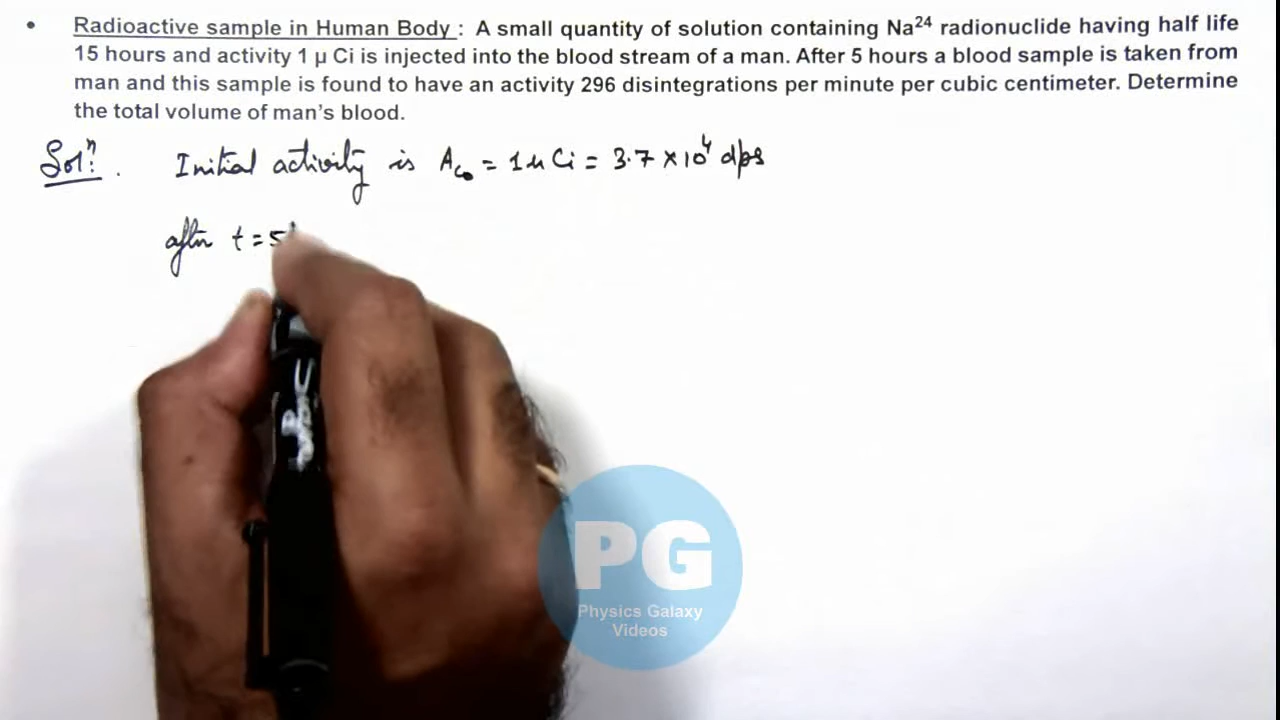 • Radioactive sample in Human Body : A small quantity of solution containing Na²⁴ radionuclide having half life
15 hours and activity 1 μ Ci is injected into the blood stream of a man. After 5 hours a blood sample is taken from
man and this sample is found to have an activity 296 disintegrations per minute per cubic centimeter. Determine
the total volume of man's blood.
Solⁿ. Initial activity is A_c₀ = 1 μ Ci = 3.7 × 10⁴ dps
after t = 5
PG
Physics Galaxy
Videos